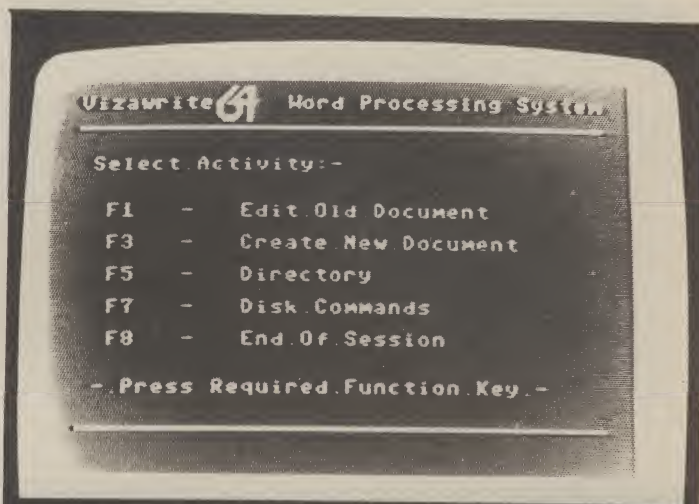 Vizawrite 64 Word Processing System
Select Activity:-
F1 - Edit Old Document
F3 - Create New Document
F5 - Directory
F7 - Disk Commands
F8 - End Of Session
- Press Required Function Key -